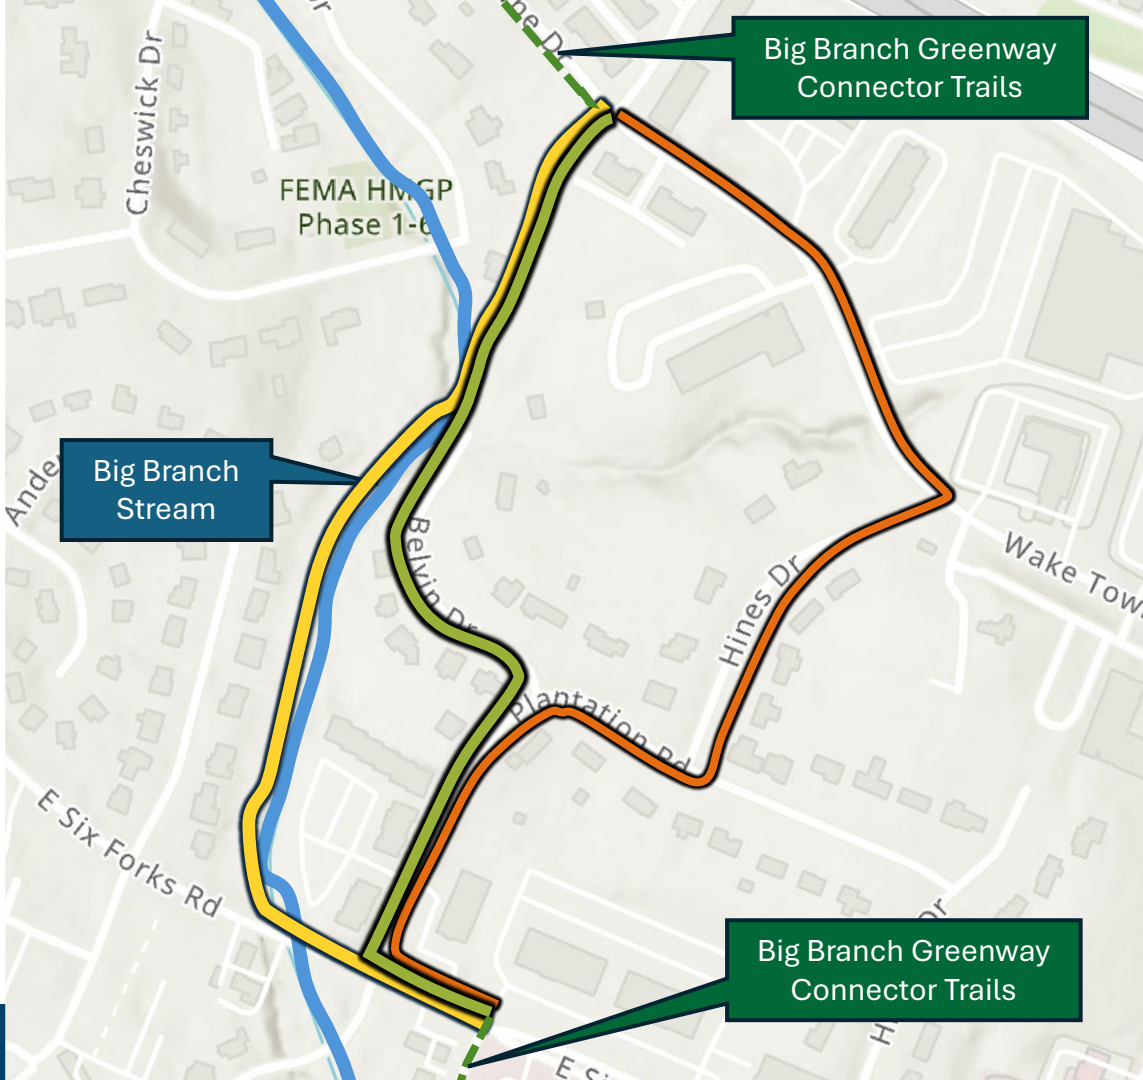 Big Branch Greenway
Connector Trails
Cheswick Dr
FEMA HMGP
Phase 1-6
Big Branch
Stream
Belvin Dr
Wake Tow
Hines Dr
Plantation Rd
E Six Forks Rd
Big Branch Greenway
Connector Trails